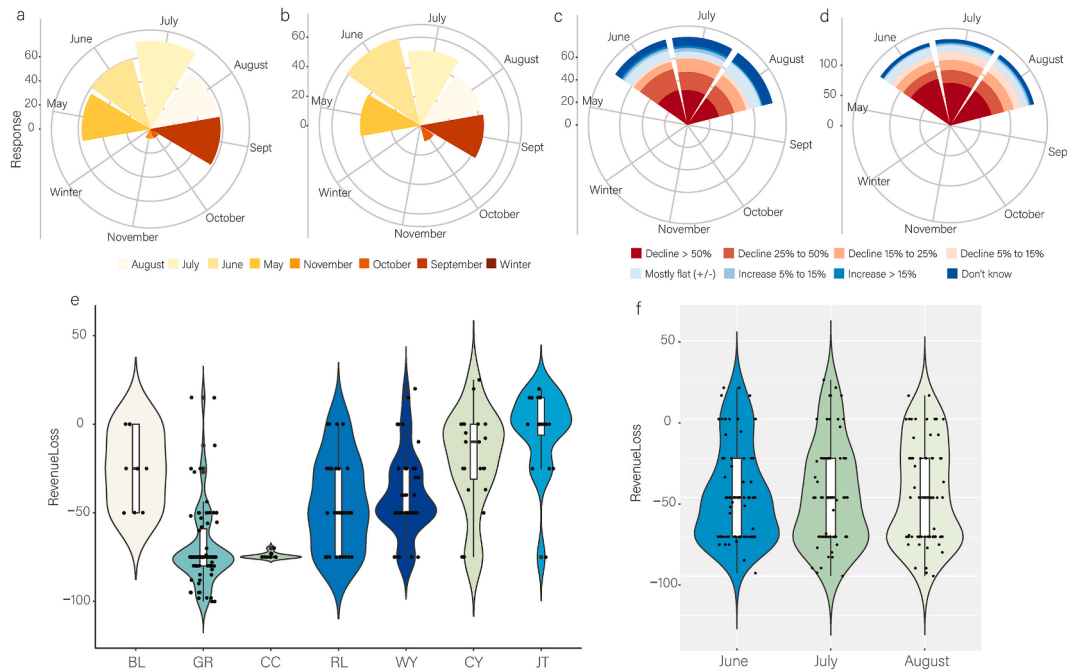 a
July
June
August
May
Sept
Winter
October
November
60
40
20
0
Response
b
July
June
August
May
Sept
Winter
October
November
80
60
40
20
0
c
July
June
August
May
Sept
Winter
October
November
60
40
20
0
d
July
June
August
May
Sep
Winter
October
November
100
50
0
August July June May November October September Winter
Decline > 50% Decline 25% to 50% Decline 15% to 25% Decline 5% to 15%
Mostly flat (+/-) Increase 5% to 15% Increase > 15% Don't know
e
RevenueLoss
50
-0
-50
-100
BL GR CC RL WY CY JT
f
RevenueLoss
50
-0
-50
-100
June July August